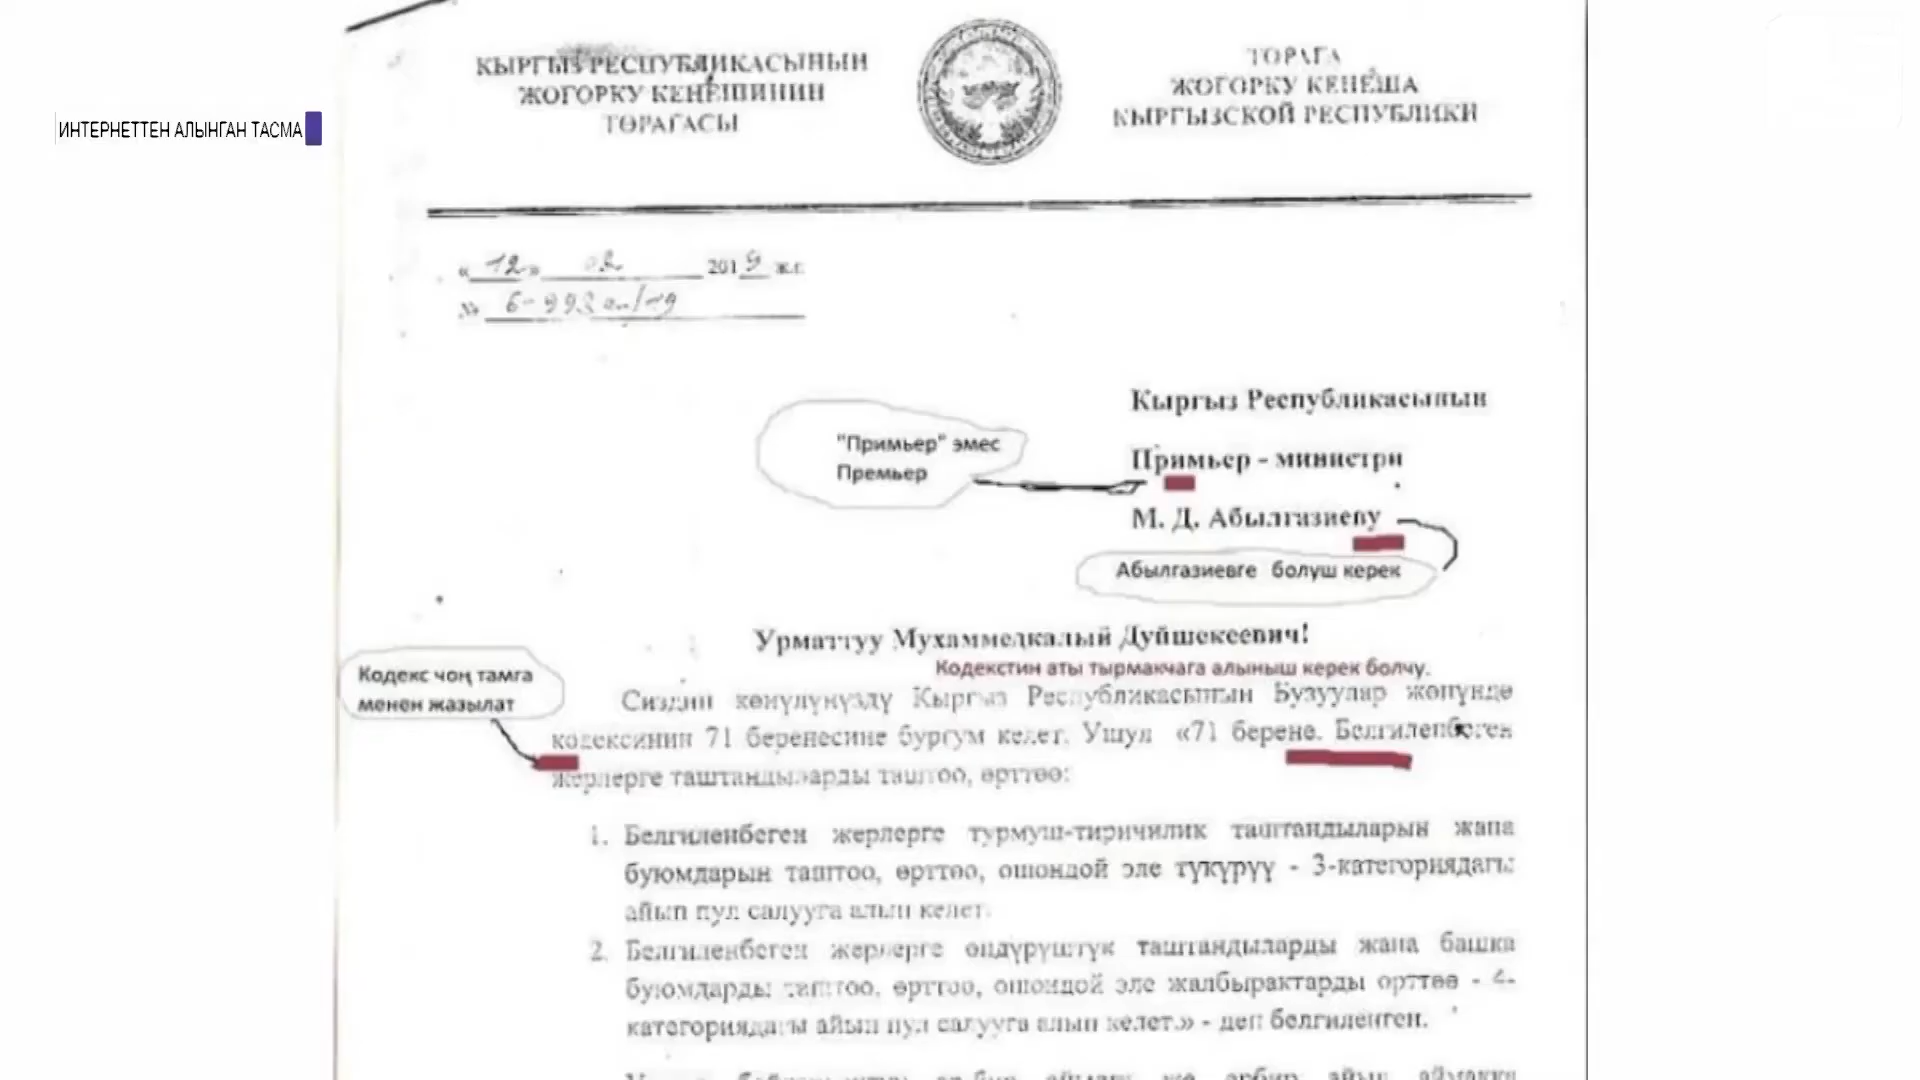 КЫРГЫЗ РЕСПУБЛИКАСЫНЫН
ЖОГОРКУ КЕҢЕШИНИН
ТӨРАГАСЫ
ТОРАГА
ЖОГОРКУ КЕНЕША
КЫРГЫЗСКОЙ РЕСПУБЛИКИ
ИНТЕРНЕТТЕН АЛЫНГАН ТАСМА
«12» 02 2019 ж.г.
№ 6-993
Кыргыз Республикасынын
"Примьер" эмес
Премьер
Примьер - министри
М. Д. Абылгазиеву
Абылгазиевге болуш керек
Урматтуу Мухаммедкалый Дуйшекеевич!
Кодекстин аты тырмакчага алыныш керек болчу.
Кодекс чоң тамга
менен жазылат
Сиздин көңүлүңүздү Кыргыз Республикасынын Бузуулар жөнүндө
кодексинин 71 беренесине бургум келет. Ушул «71 берене. Белгиленбеген
жерлерге таштандыларды таштоо, өрттөө:
1. Белгиленбеген жерлерге турмуш-тиричилик таштандыларын жана
буюмдарын таштоо, өрттөө, ошондой эле түкүрүү - 3-категориядагы
айып пул салууга алып келет.
2. Белгиленбеген жерлерге өндүрүштүк таштандыларды жана башка
буюмдарды таштоо, өрттөө, ошондой эле жалбырактарды өрттөө - 4-
категориядагы айып пул салууга алып келет.» - деп белгиленген.